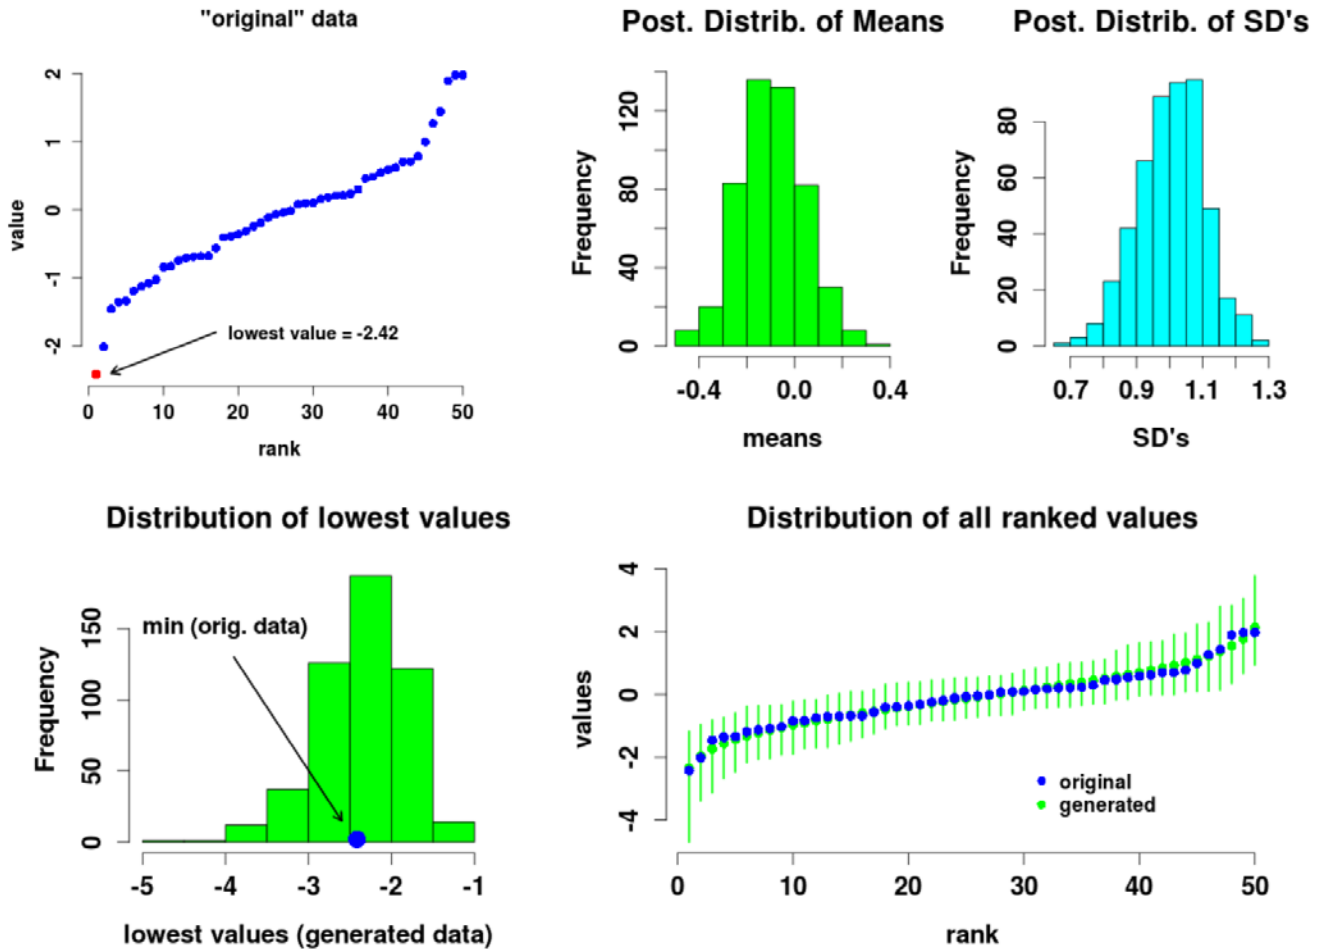 "original" data
value
2
1
0
-1
-2
lowest value = -2.42
0 10 20 30 40 50
rank
Post. Distrib. of Means
Frequency
120
80
40
0
-0.4 0.0 0.4
means
Post. Distrib. of SD's
Frequency
80
60
40
20
0
0.7 0.9 1.1 1.3
SD's
Distribution of lowest values
Frequency
150
100
50
0
min (orig. data)
-5 -4 -3 -2 -1
lowest values (generated data)
Distribution of all ranked values
values
4
2
0
-2
-4
original
generated
0 10 20 30 40 50
rank